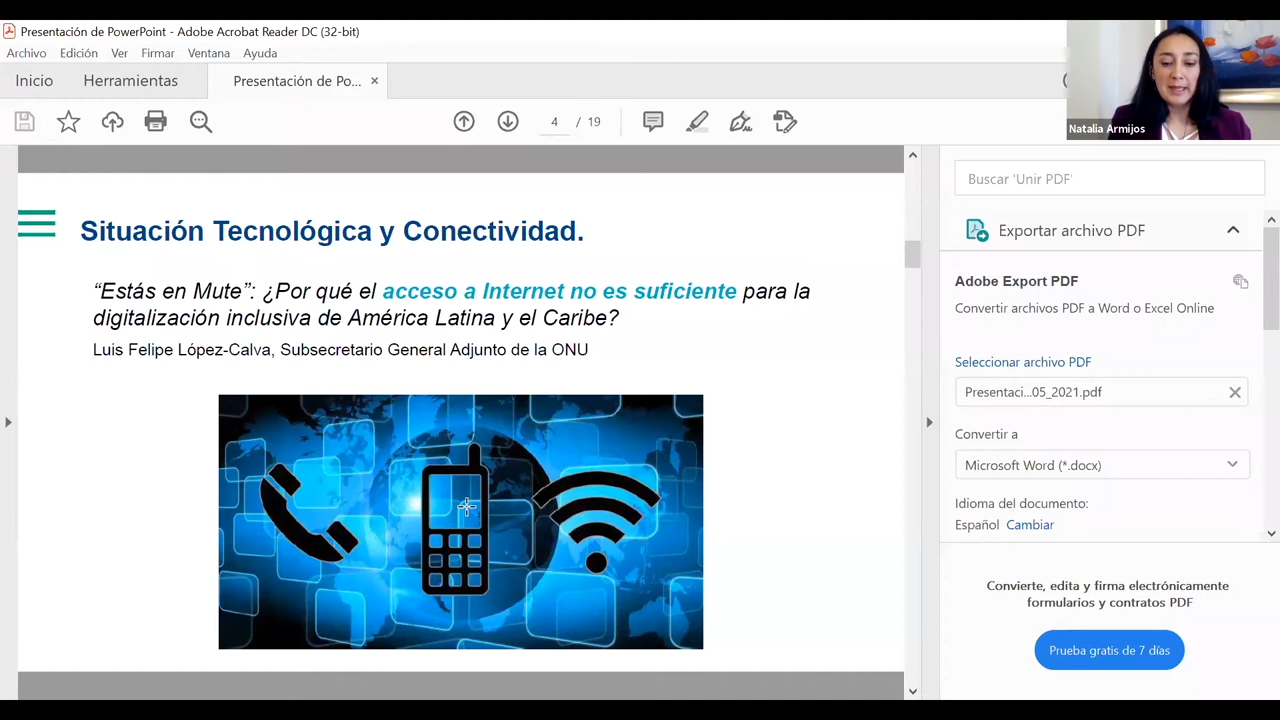 Presentación de PowerPoint - Adobe Acrobat Reader DC (32-bit)
Archivo Edición Ver Firmar Ventana Ayuda
Inicio Herramientas Presentación de Po... ×
4 / 19
Natalia Armijos
Situación Tecnológica y Conectividad.
“Estás en Mute”: ¿Por qué el acceso a Internet no es suficiente para la
digitalización inclusiva de América Latina y el Caribe?
Luis Felipe López-Calva, Subsecretario General Adjunto de la ONU
Buscar 'Unir PDF'
Exportar archivo PDF
Adobe Export PDF
Convertir archivos PDF a Word o Excel Online
Seleccionar archivo PDF
Presentaci...05_2021.pdf
Convertir a
Microsoft Word (*.docx)
Idioma del documento:
Español Cambiar
Convierte, edita y firma electrónicamente
formularios y contratos PDF
Prueba gratis de 7 días